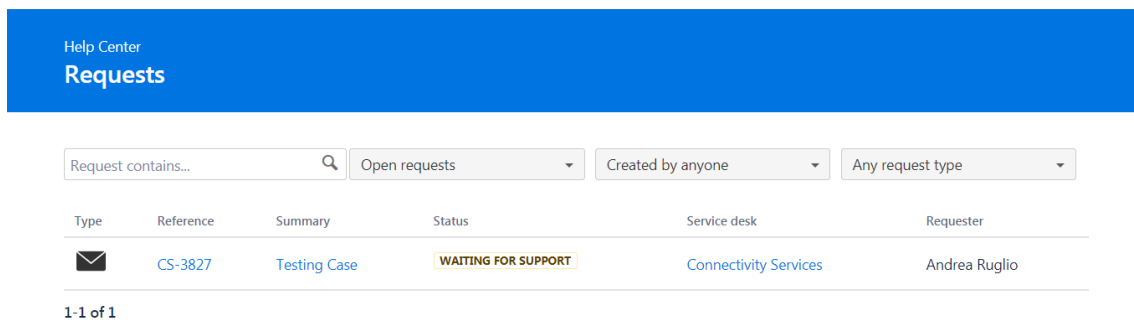 Help Center
Requests
Request contains... Open requests Created by anyone Any request type
Type Reference Summary Status Service desk Requester
CS-3827 Testing Case WAITING FOR SUPPORT Connectivity Services Andrea Ruglio
1-1 of 1